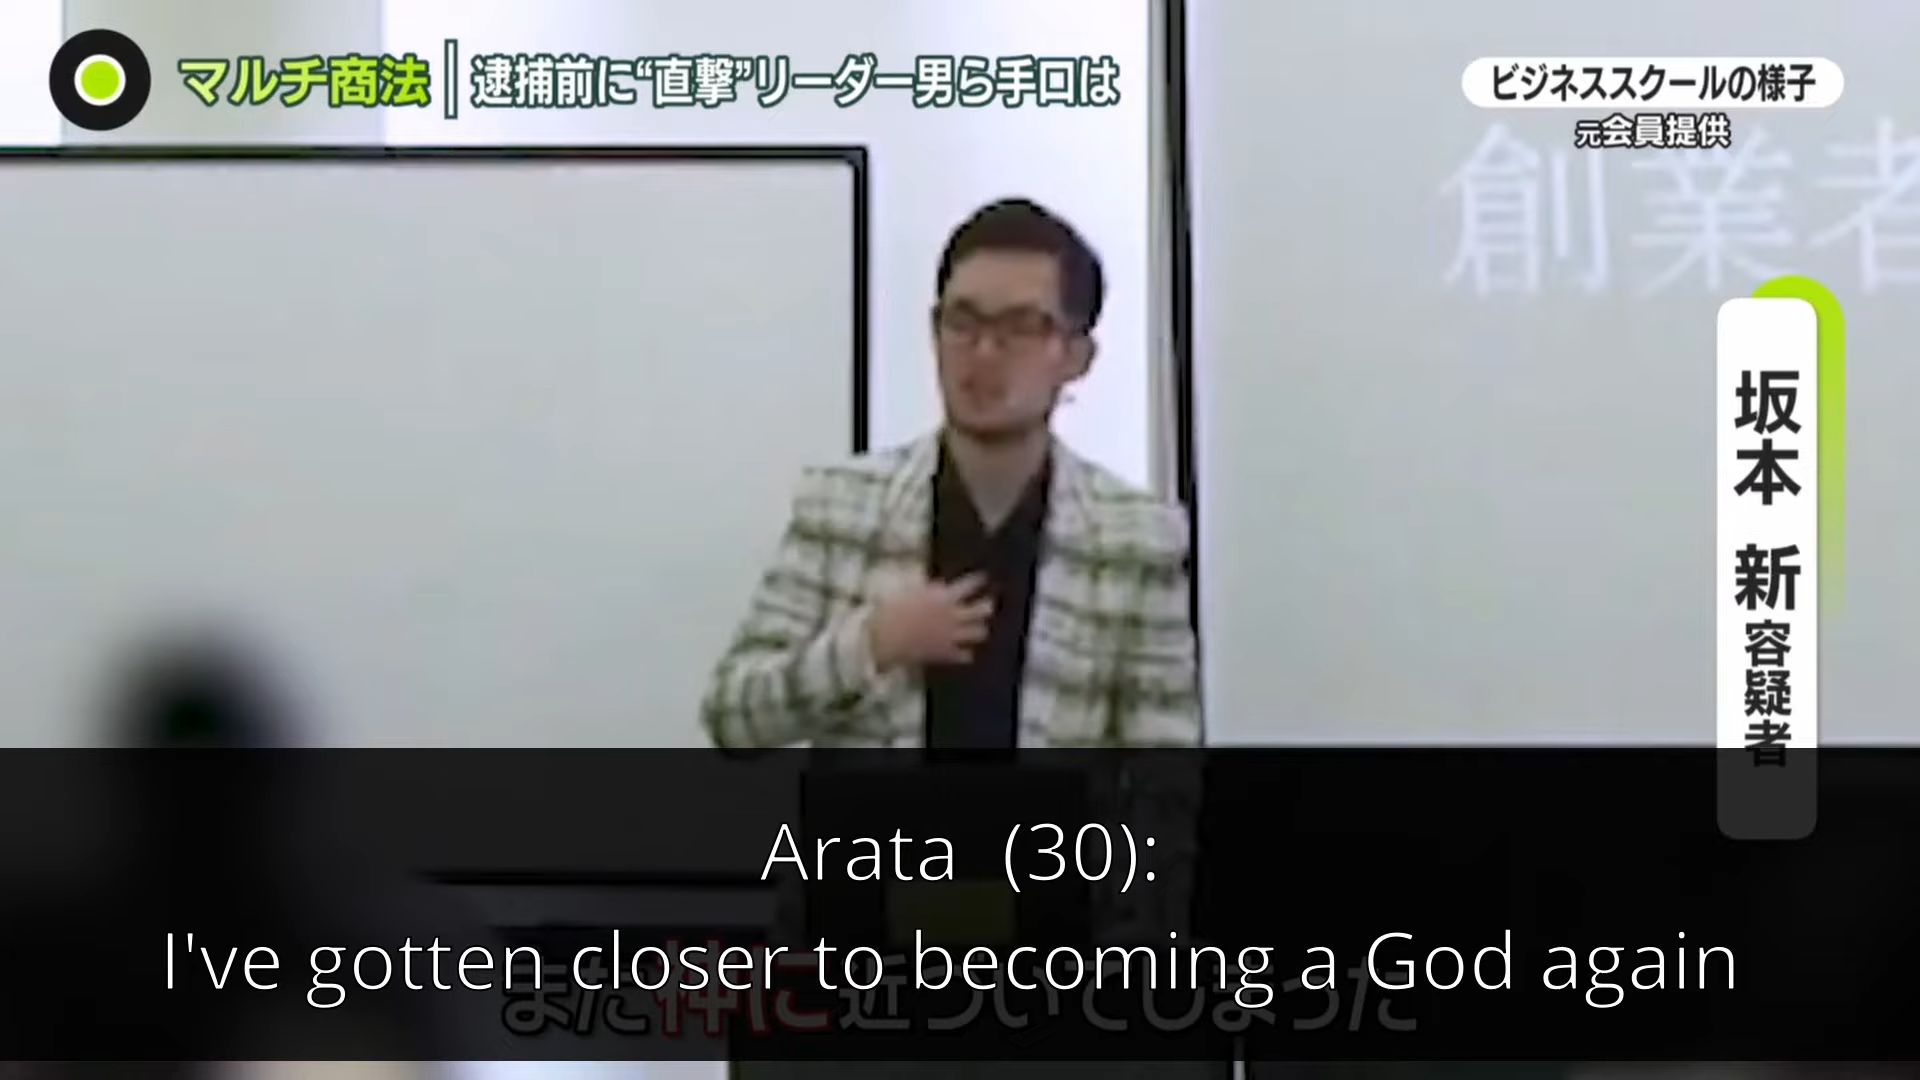 マルチ商法 | 逮捕前に“直撃”リーダー男ら手口は
ビジネススクールの様子
元会員提供
創業者
坂本 新 容疑者
Arata (30):
I've gotten closer to becoming a God again
また神に近づいてしまった